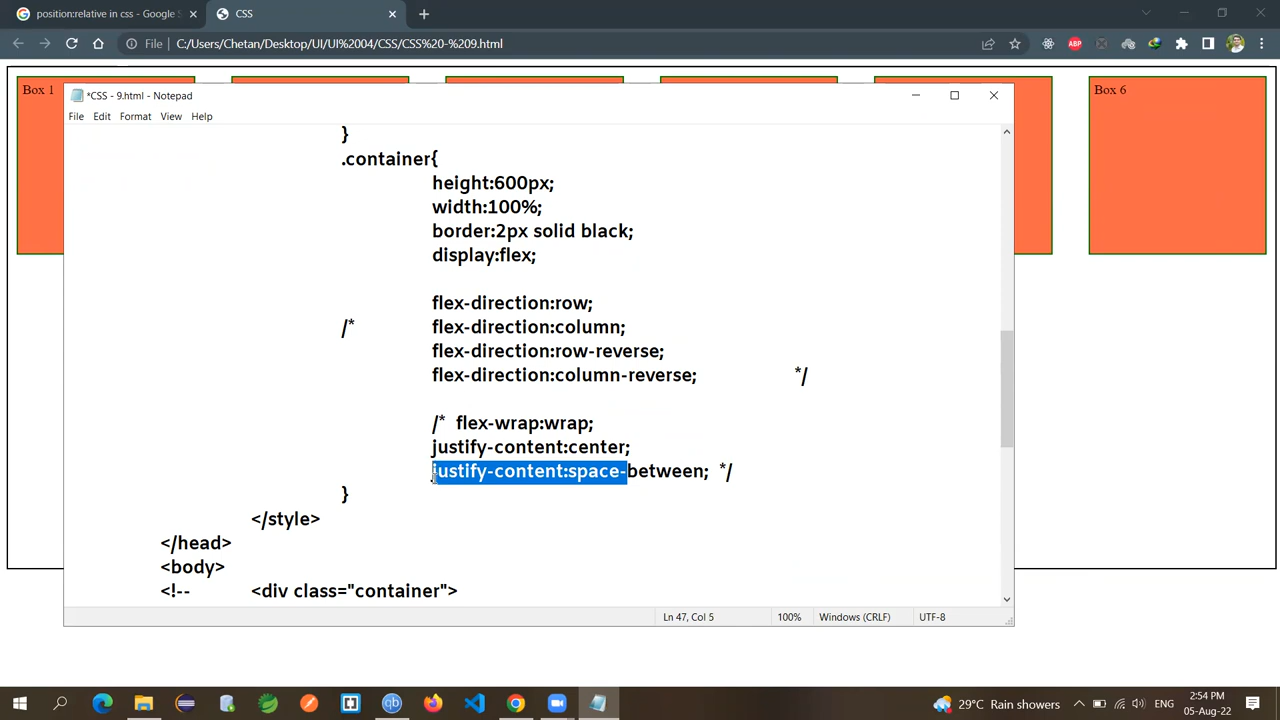 position:relative in css - Google S
CSS
File
C:/Users/Chetan/Desktop/UI/UI%2004/CSS/CSS%20-%209.html
ABP
Box 1
Box 6
*CSS - 9.html - Notepad
File Edit Format View Help
}
.container{
height:600px;
width:100%;
border:2px solid black;
display:flex;
flex-direction:row;
/* flex-direction:column;
flex-direction:row-reverse;
flex-direction:column-reverse; */
/* flex-wrap:wrap;
justify-content:center;
justify-content:space-between; */
}
</style>
</head>
<body>
<!-- <div class="container">
Ln 47, Col 5 100% Windows (CRLF) UTF-8
29°C Rain showers
ENG
2:54 PM
05-Aug-22